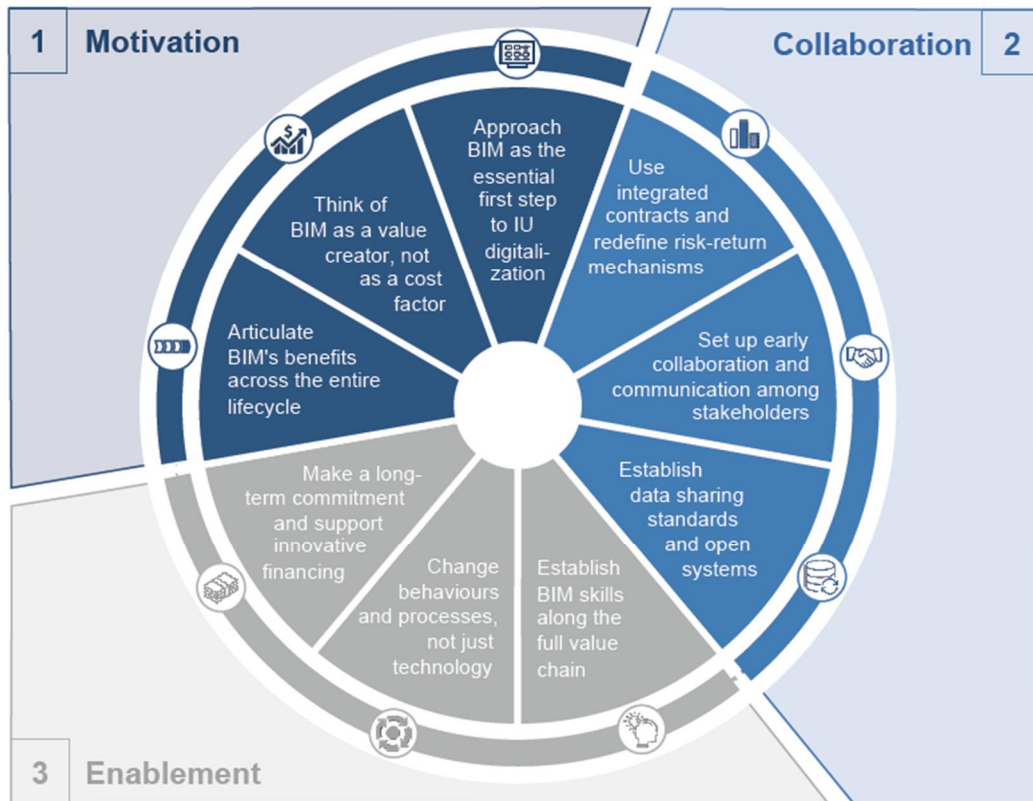 1 Motivation
Collaboration 2
Approach
BIM as the
essential
first step
to IU
digitali-
zation
Think of
BIM as a value
creator, not
as a cost
factor
Articulate
BIM's benefits
across the entire
lifecycle
Use
integrated
contracts and
redefine risk-return
mechanisms
Set up early
collaboration and
communication among
stakeholders
Establish
data sharing
standards
and open
systems
Establish
BIM skills
along the
full value
chain
Change
behaviours
and processes,
not just
technology
Make a long-
term commitment
and support
innovative
financing
3 Enablement